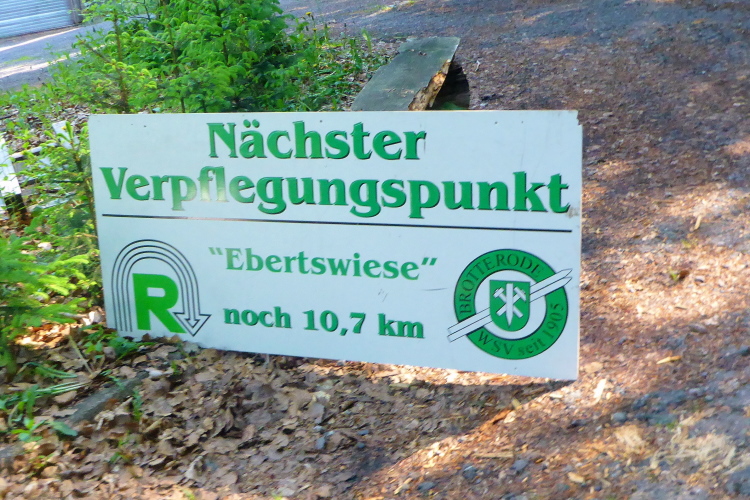 Nächster
Verpflegungspunkt
"Ebertswiese"
noch 10,7 km
R
BROTTERODE
WSV seit 1905